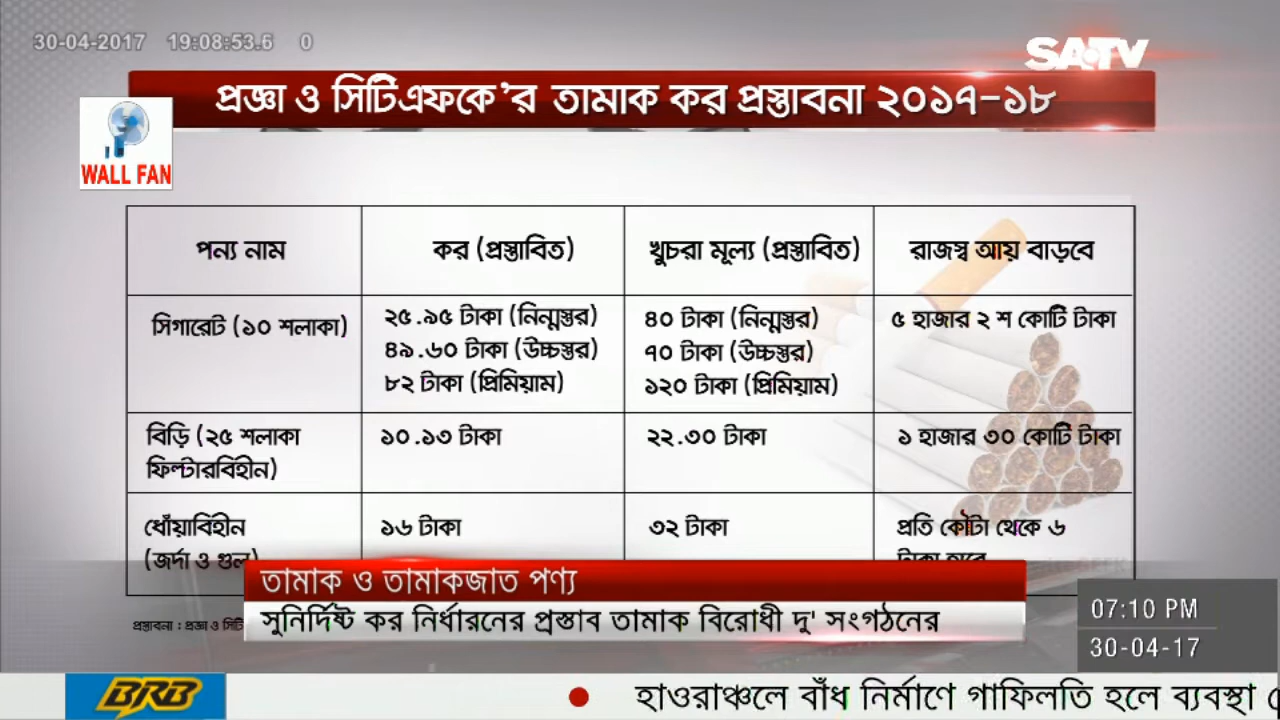 30-04-2017 19:08:53.6 0
SATV
প্রজ্ঞা ও সিটিএফকে'র তামাক কর প্রস্তাবনা ২০১৭-১৮
WALL FAN
পন্য নাম কর (প্রস্তাবিত) খুচরা মূল্য (প্রস্তাবিত) রাজস্ব আয় বাড়বে
সিগারেট (১০ শলাকা) ২৫.৯৫ টাকা (নিন্মস্তর) ৪০ টাকা (নিন্মস্তর) ৫ হাজার ২ শ কোটি টাকা
৪৯.৬০ টাকা (উচ্চস্তর) ৭০ টাকা (উচ্চস্তর)
৮২ টাকা (প্রিমিয়াম) ১২০ টাকা (প্রিমিয়াম)
বিড়ি (২৫ শলাকা ১০.১৩ টাকা ২২.৩০ টাকা ১ হাজার ৩০ কোটি টাকা
ফিল্টারবিহীন)
ধোঁয়াবিহীন ১৬ টাকা ৩২ টাকা প্রতি কৌটা থেকে ৬
(জর্দা ও গুল)
তামাক ও তামাকজাত পণ্য
প্রস্তাবনা : প্রজ্ঞা ও সিটি
সুনির্দিষ্ট কর নির্ধারনের প্রস্তাব তামাক বিরোধী দু' সংগঠনের
07:10 PM
30-04-17
BRB
হাওরাঞ্চলে বাঁধ নির্মাণে গাফিলতি হলে ব্যবস্থা